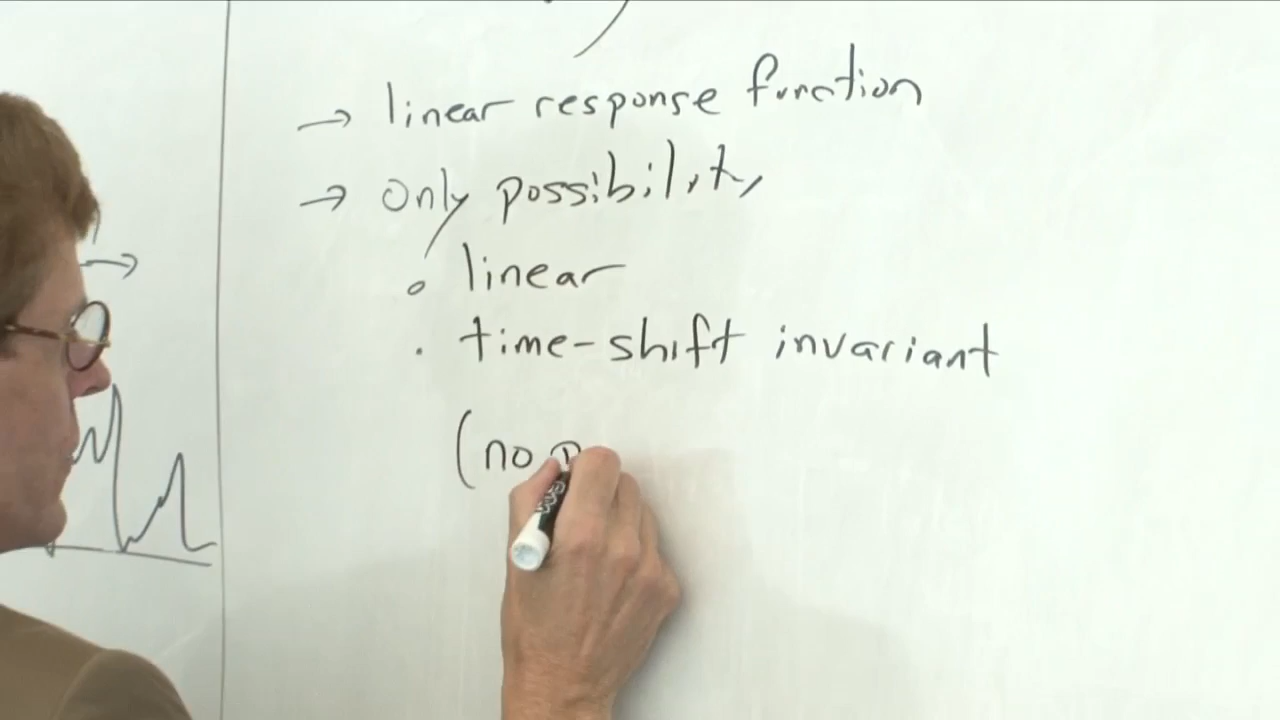 → linear response function
→ only possibility
∘ linear
· time-shift invariant
(no